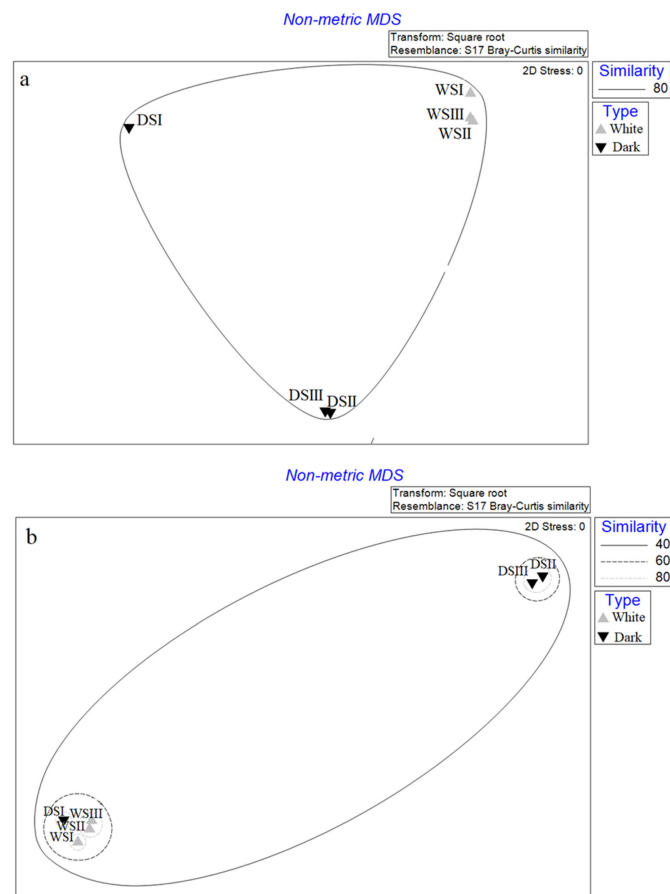 Non-metric MDS
Transform: Square root
Resemblance: S17 Bray-Curtis similarity
a
2D Stress: 0
Similarity
80
Type
White
Dark
WSI
WSIII
WSII
DSI
DSIII DSII
Non-metric MDS
Transform: Square root
Resemblance: S17 Bray-Curtis similarity
b
2D Stress: 0
Similarity
40
60
80
Type
White
Dark
DSIII DSII
DSI WSIII
WSII
WSI